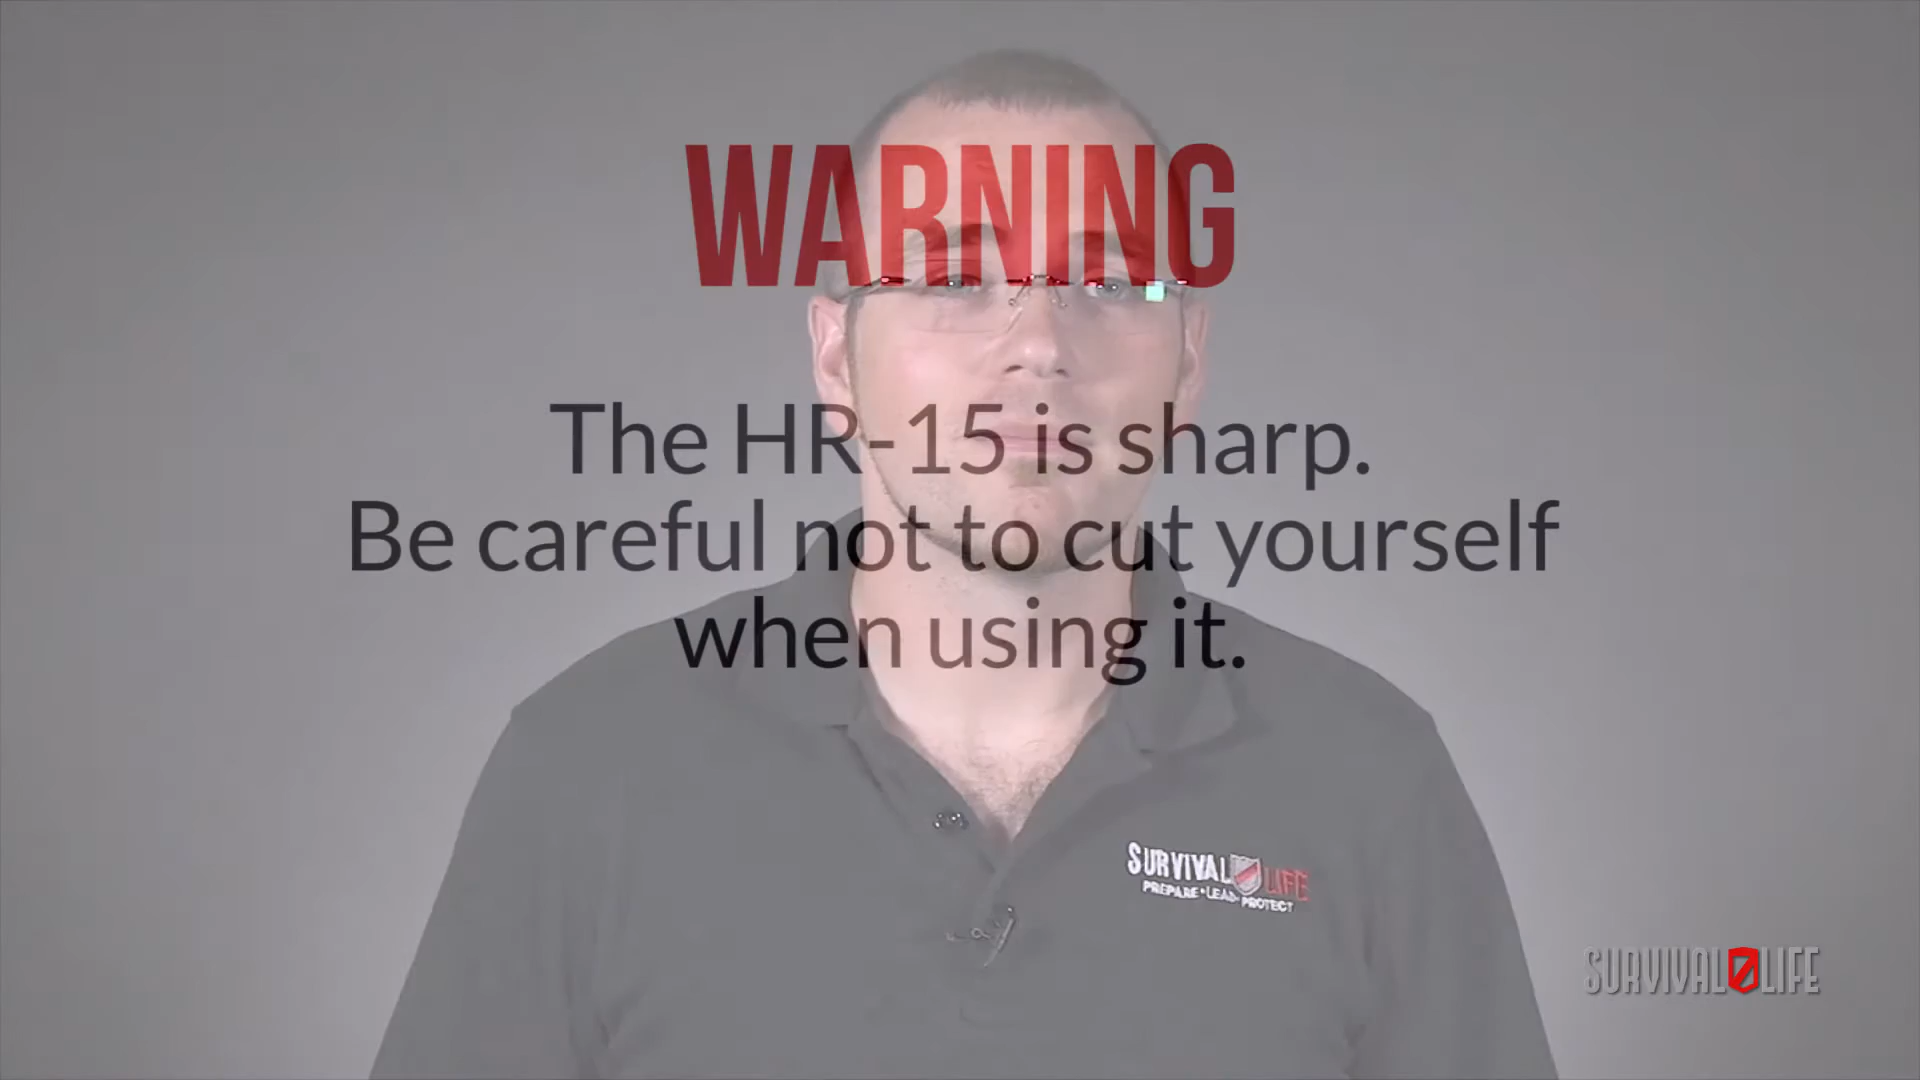 WARNING
The HR-15 is sharp.
Be careful not to cut yourself
when using it.
SURVIVAL LIFE
PREPARE • LEAD • PROTECT
SURVIVAL LIFE